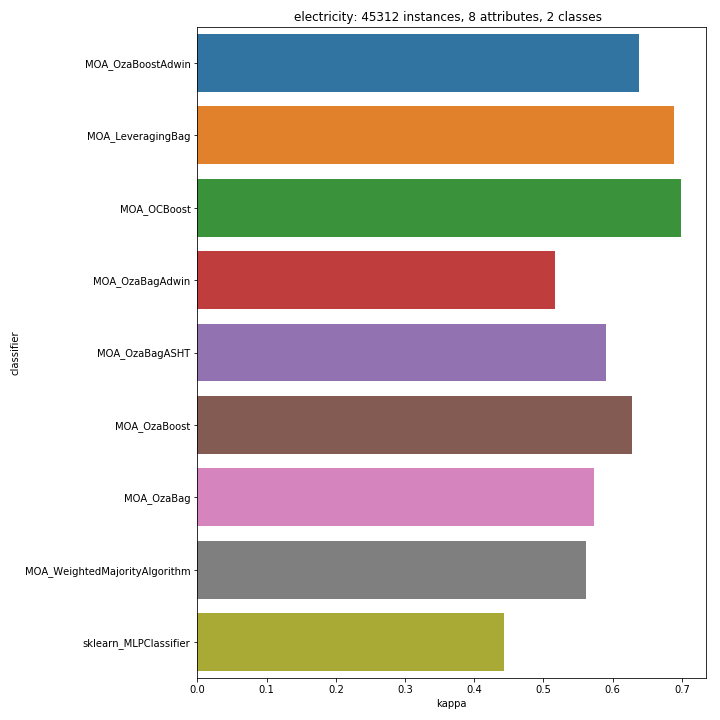 electricity: 45312 instances, 8 attributes, 2 classes
classifier
MOA_OzaBoostAdwin
MOA_LeveragingBag
MOA_OCBoost
MOA_OzaBagAdwin
MOA_OzaBagASHT
MOA_OzaBoost
MOA_OzaBag
MOA_WeightedMajorityAlgorithm
sklearn_MLPClassifier
0.0 0.1 0.2 0.3 0.4 0.5 0.6 0.7
kappa